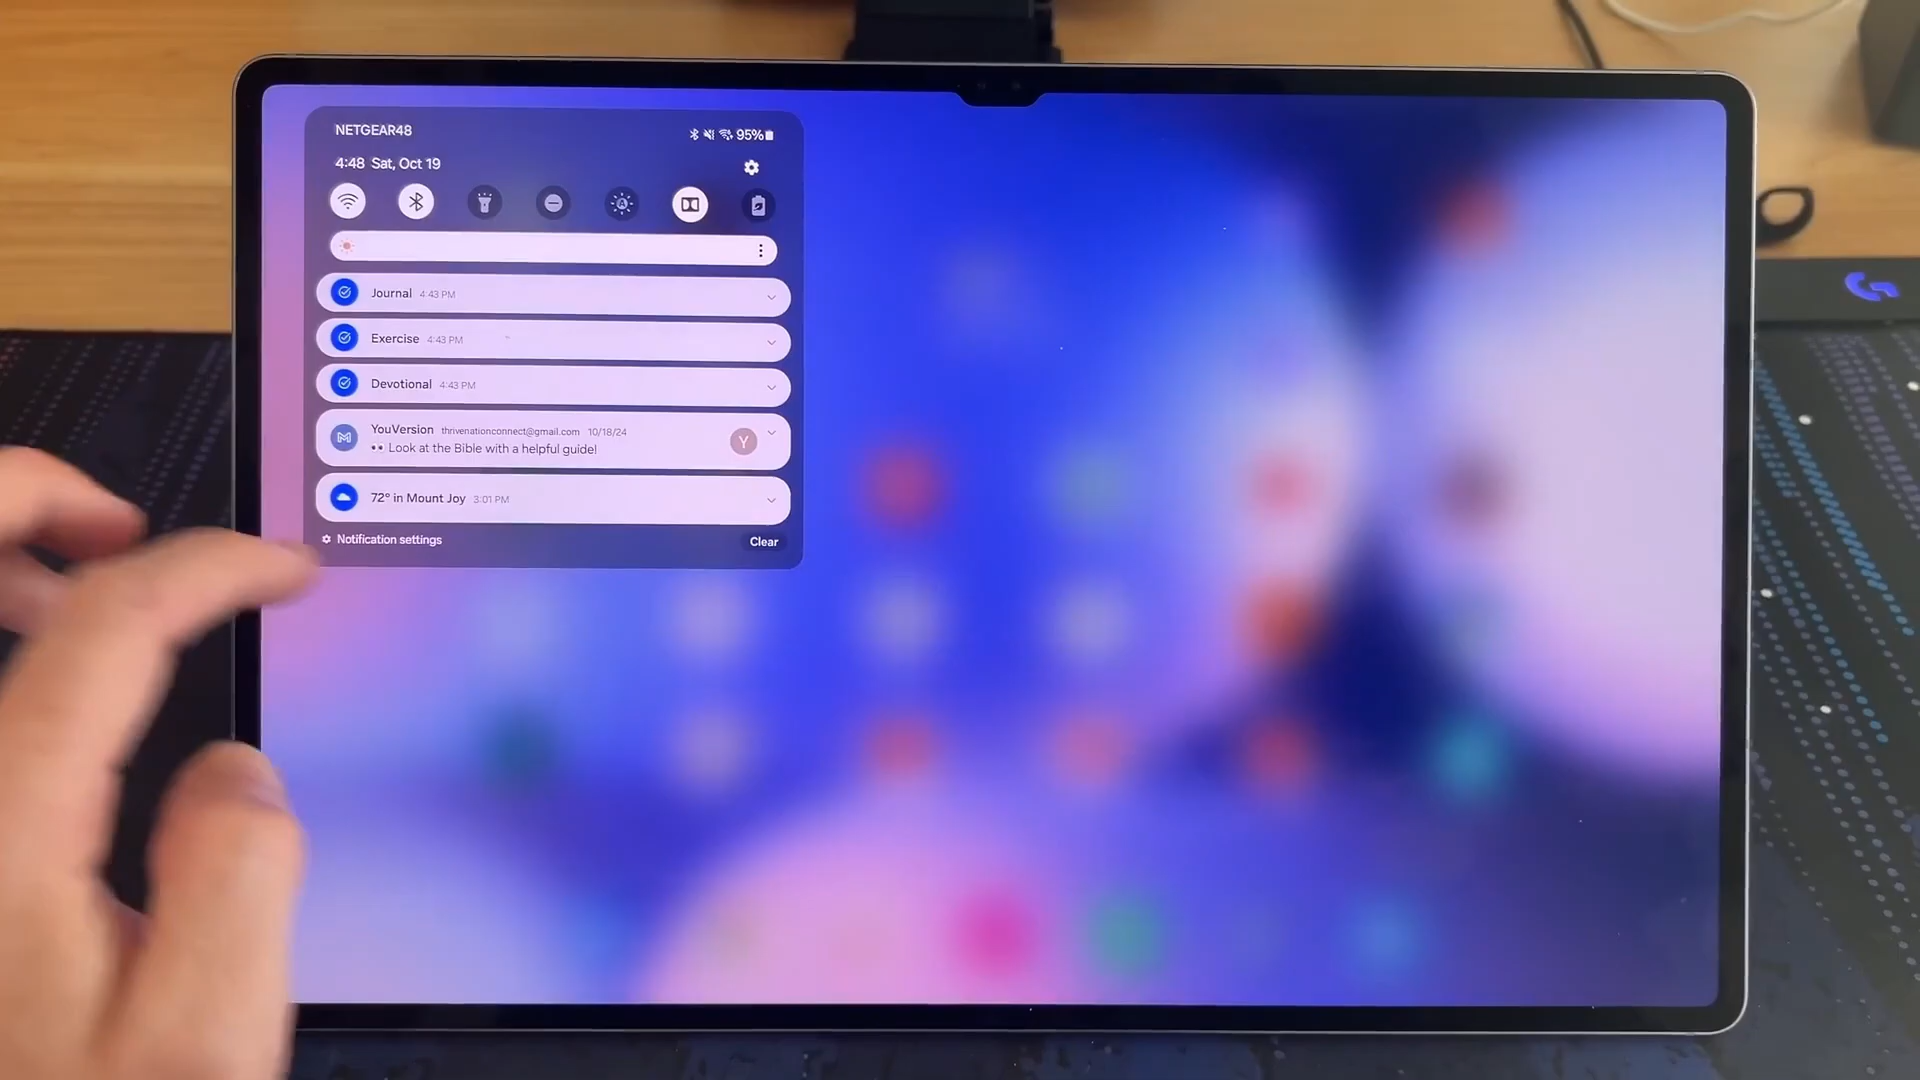 NETGEAR48
95%
4:48 Sat, Oct 19
Journal 4:43 PM
Exercise 4:43 PM
Devotional 4:43 PM
YouVersion thrivenationconnect@gmail.com 10/18/24
👀 Look at the Bible with a helpful guide!
Y
72° in Mount Joy 3:01 PM
Notification settings
Clear